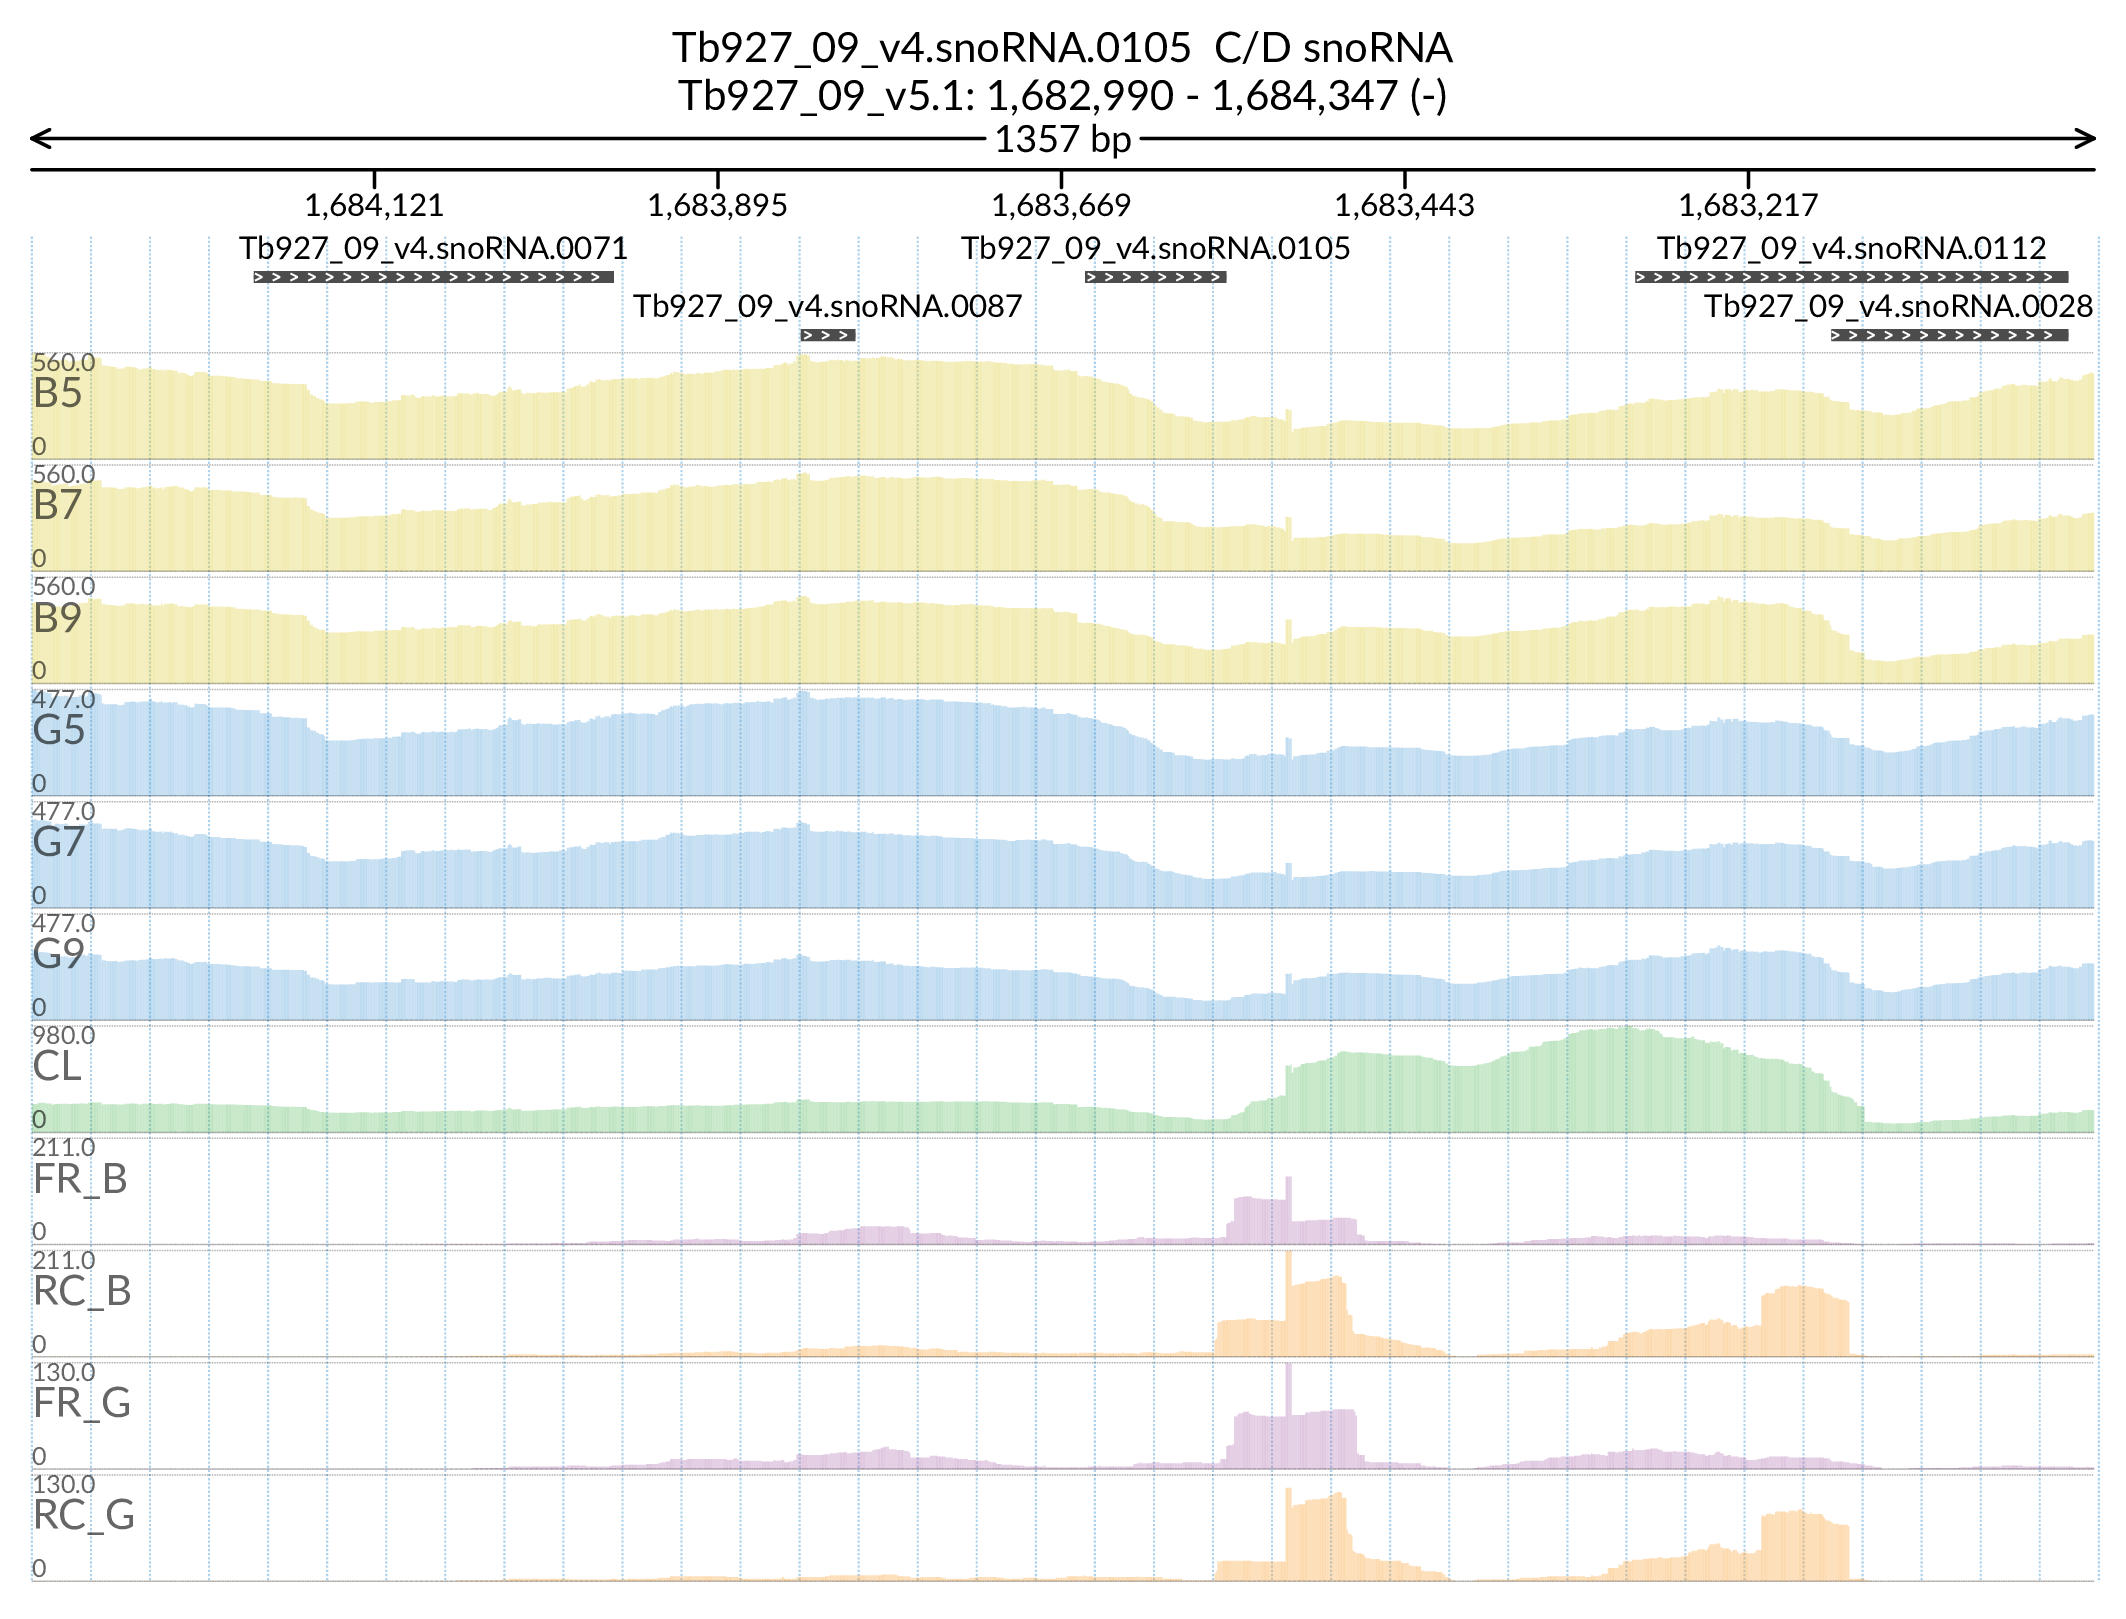 Tb927_09_v4.snoRNA.0105 C/D snoRNA
Tb927_09_v5.1: 1,682,990 - 1,684,347 (-)
1357 bp
1,684,121 1,683,895 1,683,669 1,683,443 1,683,217
Tb927_09_v4.snoRNA.0071 Tb927_09_v4.snoRNA.0105 Tb927_09_v4.snoRNA.0112
Tb927_09_v4.snoRNA.0087 Tb927_09_v4.snoRNA.0028
560.0
B5
0
560.0
B7
0
560.0
B9
0
477.0
G5
0
477.0
G7
0
477.0
G9
0
980.0
CL
0
211.0
FR_B
0
211.0
RC_B
0
130.0
FR_G
0
130.0
RC_G
0